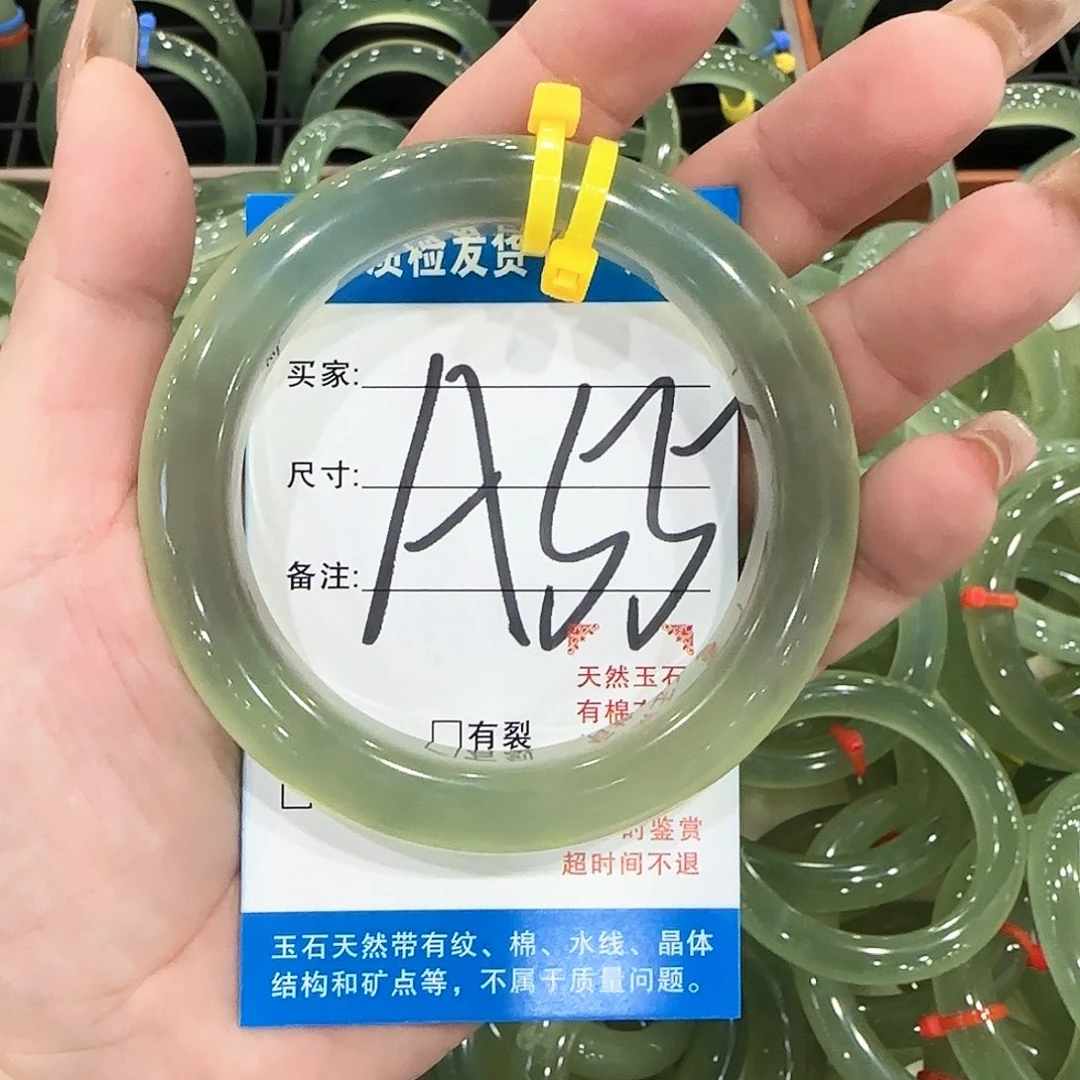 质检发货
买家:
尺寸:
备注:
A55
天然玉石
有棉
□有裂
时鉴赏
超时间不退
玉石天然带有纹、棉、水线、晶体
结构和矿点等，不属于质量问题。